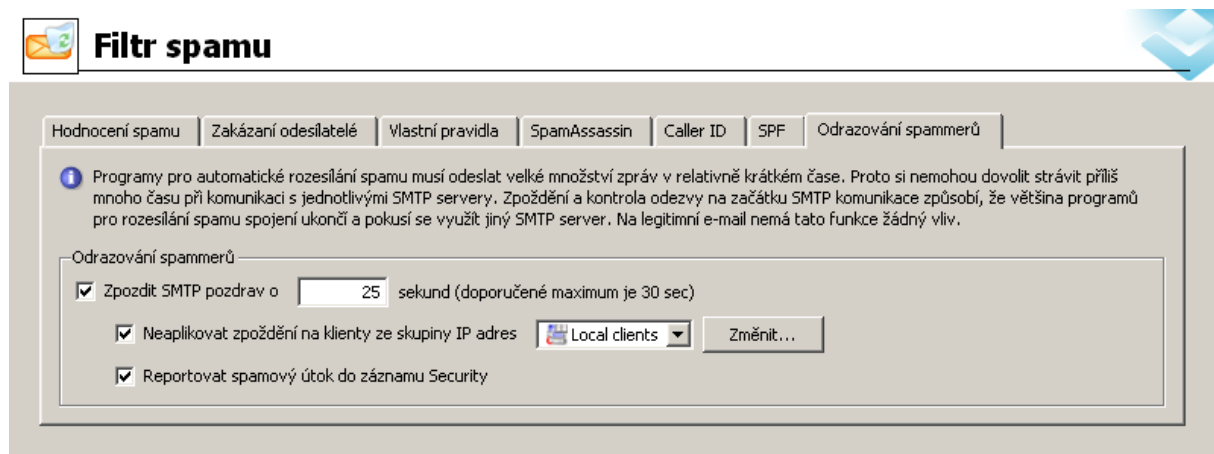 Filtr spamu
Hodnocení spamu Zakázaní odesílatelé Vlastní pravidla SpamAssassin Caller ID SPF Odrazování spammerů
Programy pro automatické rozesílání spamu musí odeslat velké množství zpráv v relativně krátkém čase. Proto si nemohou dovolit strávit příliš
mnoho času při komunikaci s jednotlivými SMTP servery. Zpoždění a kontrola odezvy na začátku SMTP komunikace způsobí, že většina programů
pro rozesílání spamu spojení ukončí a pokusí se využít jiný SMTP server. Na legitimní e-mail nemá tato funkce žádný vliv.
Odrazování spammerů
Zpozdit SMTP pozdrav o 25 sekund (doporučené maximum je 30 sec)
Neaplikovat zpoždění na klienty ze skupiny IP adres Local clients Změnit...
Reportovat spamový útok do záznamu Security